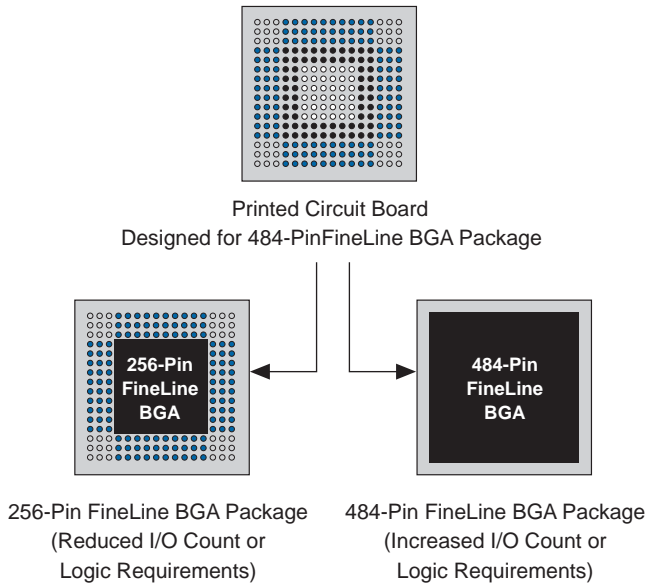 Printed Circuit Board
Designed for 484-PinFineLine BGA Package
256-Pin
FineLine
BGA
484-Pin
FineLine
BGA
256-Pin FineLine BGA Package
(Reduced I/O Count or
Logic Requirements)
484-Pin FineLine BGA Package
(Increased I/O Count or
Logic Requirements)